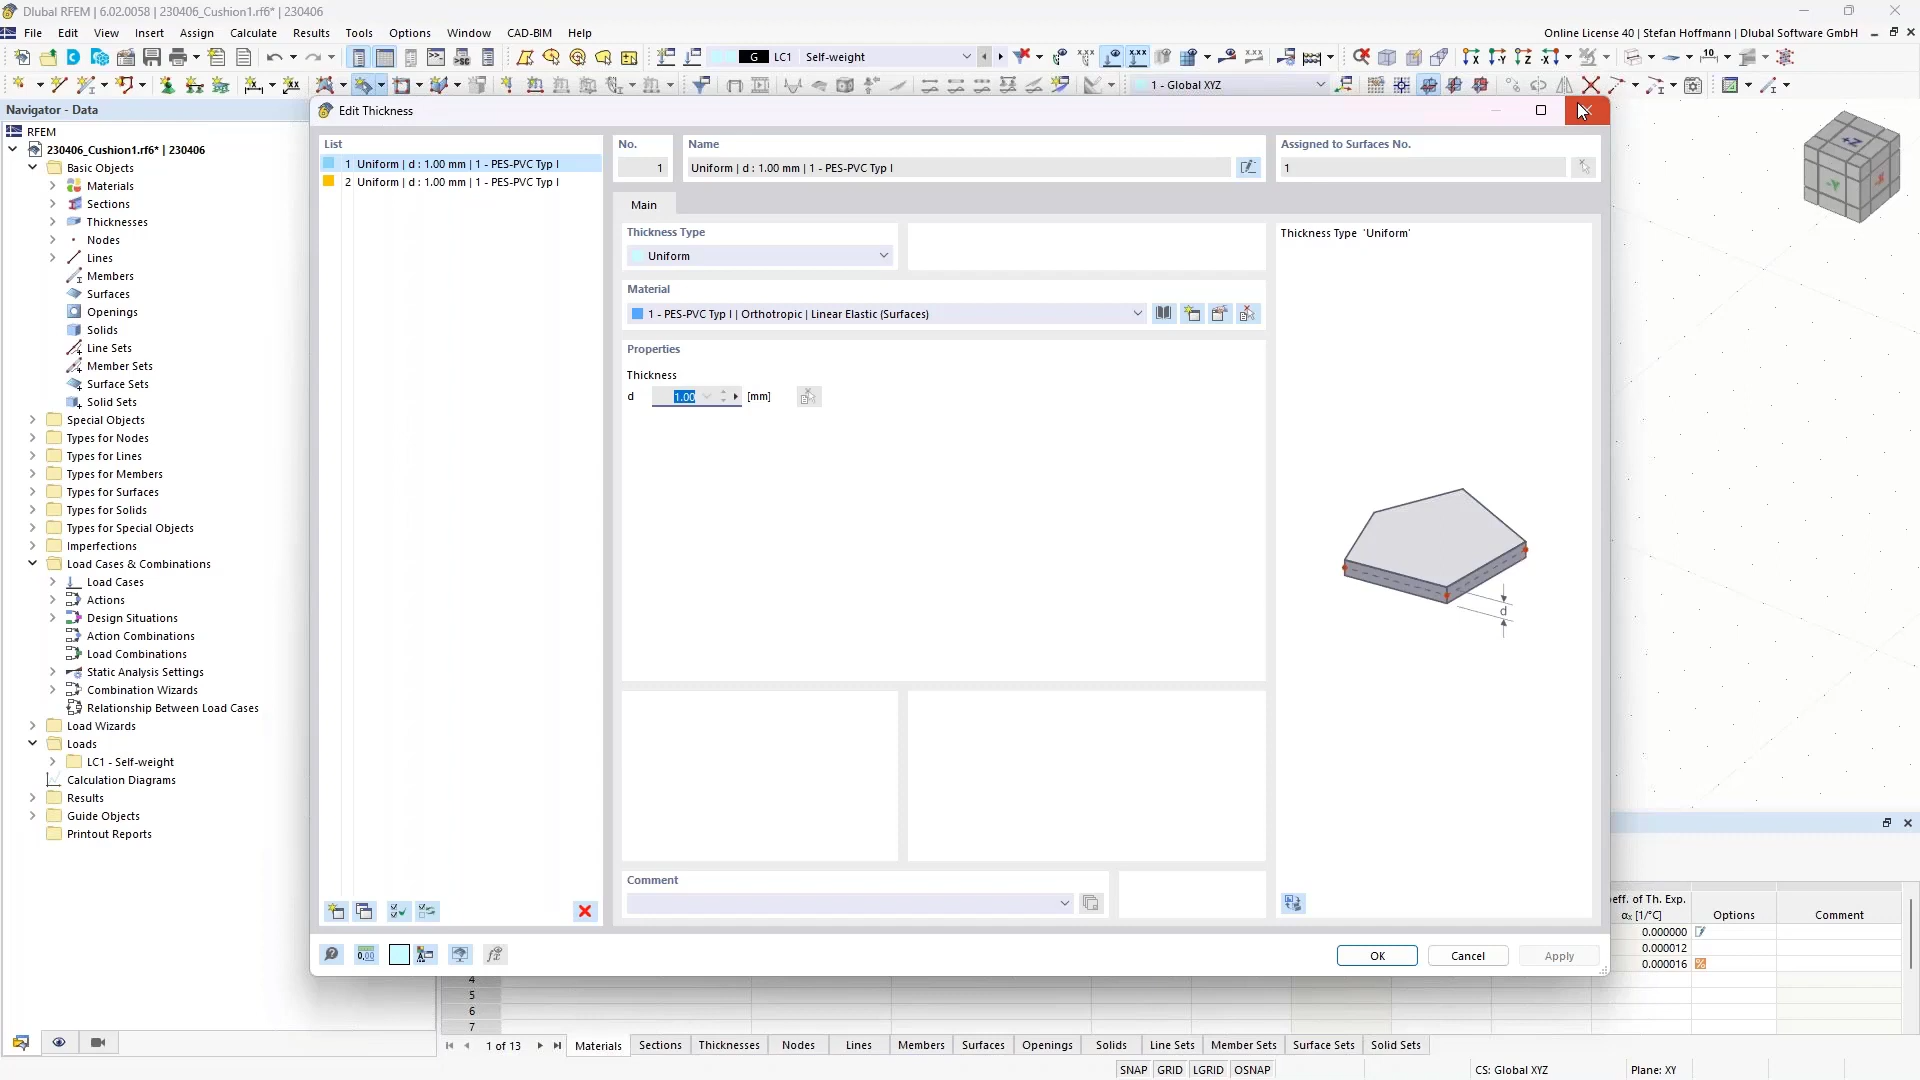 Dlubal RFEM | 6.02.0058 | 230406_Cushion1.rf6* | 230406
File Edit View Insert Assign Calculate Results Tools Options Window CAD-BIM Help
Online License 40 | Stefan Hoffmann | Dlubal Software GmbH
G LC1 Self-weight
1 - Global XYZ
Navigator - Data
RFEM
230406_Cushion1.rf6* | 230406
Basic Objects
Materials
Sections
Thicknesses
Nodes
Lines
Members
Surfaces
Openings
Solids
Line Sets
Member Sets
Surface Sets
Solid Sets
Special Objects
Types for Nodes
Types for Lines
Types for Members
Types for Surfaces
Types for Solids
Types for Special Objects
Imperfections
Load Cases & Combinations
Load Cases
Actions
Design Situations
Action Combinations
Load Combinations
Static Analysis Settings
Combination Wizards
Relationship Between Load Cases
Load Wizards
Loads
LC1 - Self-weight
Calculation Diagrams
Results
Guide Objects
Printout Reports
Edit Thickness
List
1 Uniform | d : 1.00 mm | 1 - PES-PVC Typ I
2 Uniform | d : 1.00 mm | 1 - PES-PVC Typ I
No.
1
Name
Uniform | d : 1.00 mm | 1 - PES-PVC Typ I
Assigned to Surfaces No.
1
Main
Thickness Type
Uniform
Material
1 - PES-PVC Typ I | Orthotropic | Linear Elastic (Surfaces)
Properties
Thickness
d 1.00 [mm]
Comment
Thickness Type 'Uniform'
d
OK Cancel Apply
eff. of Th. Exp.
αx [1/°C] Options Comment
0.000000
0.000012
0.000016
4
5
6
7
1 of 13 Materials Sections Thicknesses Nodes Lines Members Surfaces Openings Solids Line Sets Member Sets Surface Sets Solid Sets
SNAP GRID LGRID OSNAP CS: Global XYZ Plane: XY